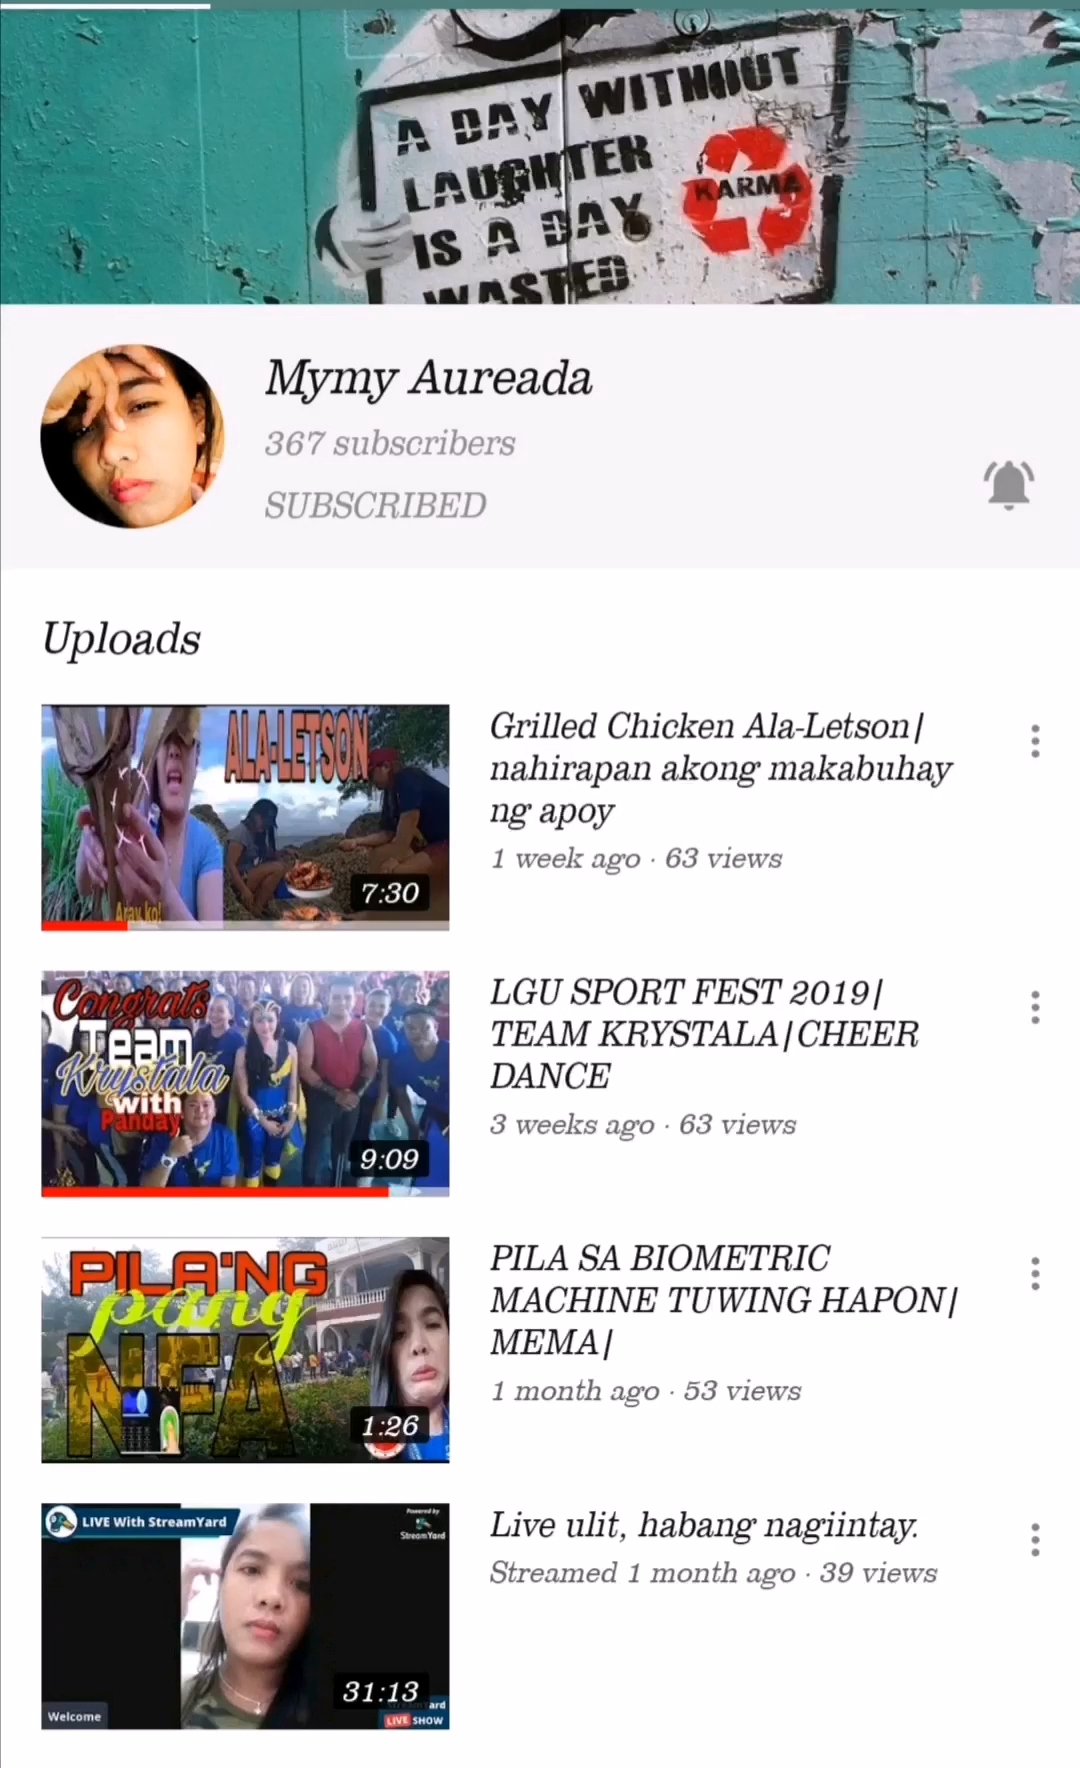 A DAY WITHOUT
LAUGHTER
IS A DAY
WASTED
KARMA
Mymy Aureada
367 subscribers
SUBSCRIBED
Uploads
ALA-LETSON
Aray ko!
7:30
Grilled Chicken Ala-Letson|
nahirapan akong makabuhay
ng apoy
1 week ago · 63 views
Congrats
Team
Krystala
with
Panday
9:09
LGU SPORT FEST 2019|
TEAM KRYSTALA|CHEER
DANCE
3 weeks ago · 63 views
PILA'NG
pang
NFA
1:26
PILA SA BIOMETRIC
MACHINE TUWING HAPON|
MEMA|
1 month ago · 53 views
LIVE With StreamYard
Powered by
StreamYard
31:13
Welcome
ard
LIVE SHOW
Live ulit, habang nagiintay.
Streamed 1 month ago · 39 views